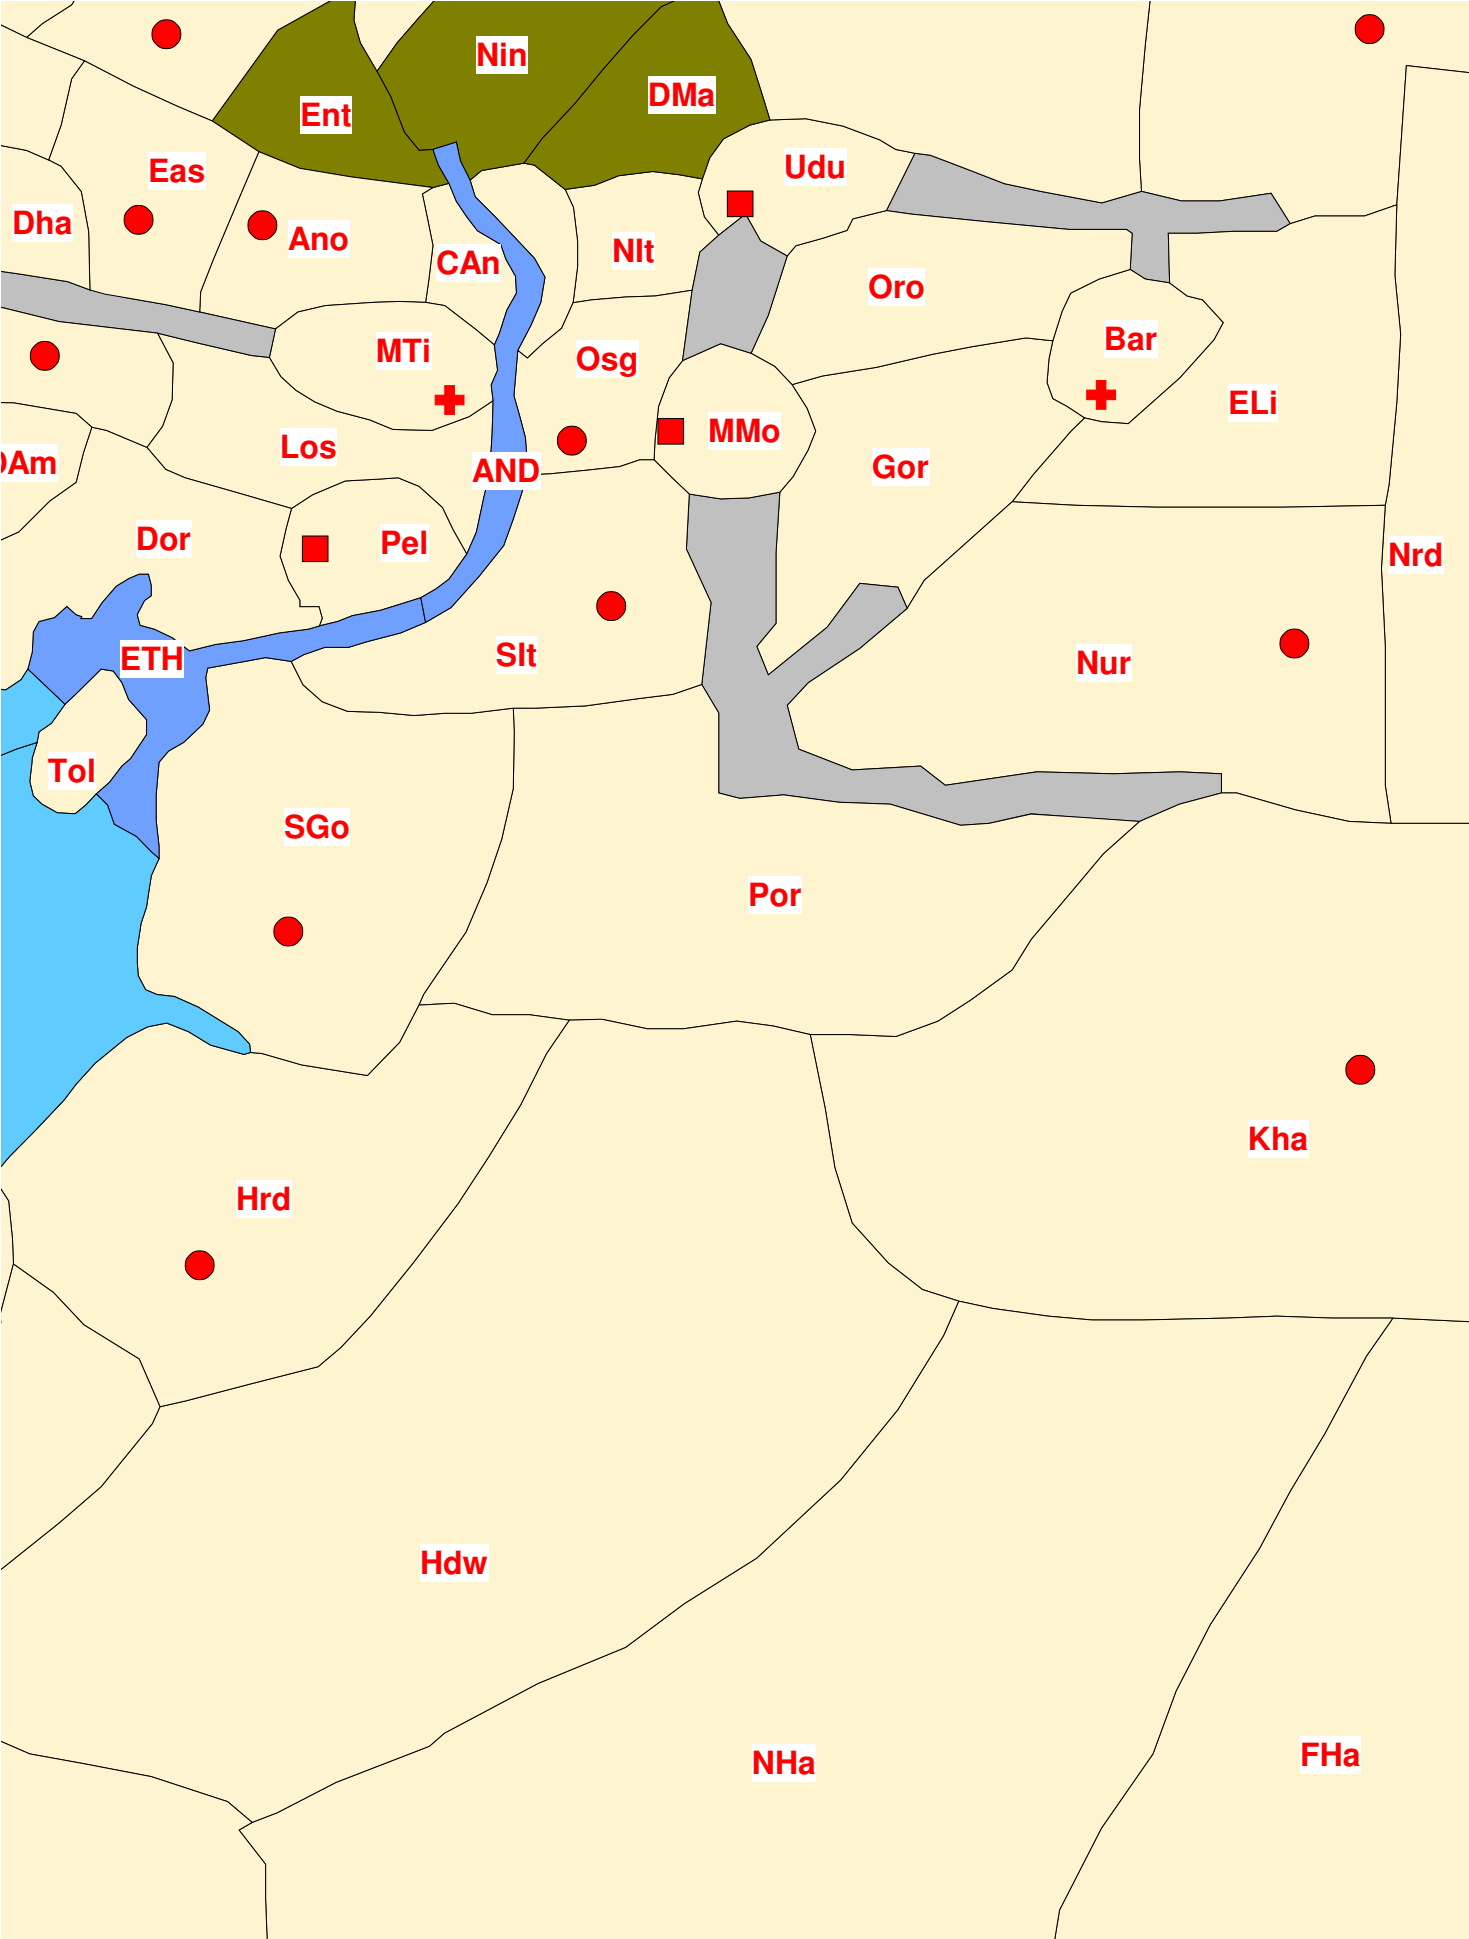 Nin
DMa
Ent
Udu
Eas
Dha
Ano
NIt
CAn
Oro
Bar
MTi
Osg
ELi
MMo
Los
DAm
AND
Gor
Dor
Pel
Nrd
SIt
ETH
Nur
Tol
SGo
Por
Kha
Hrd
Hdw
NHa
FHa